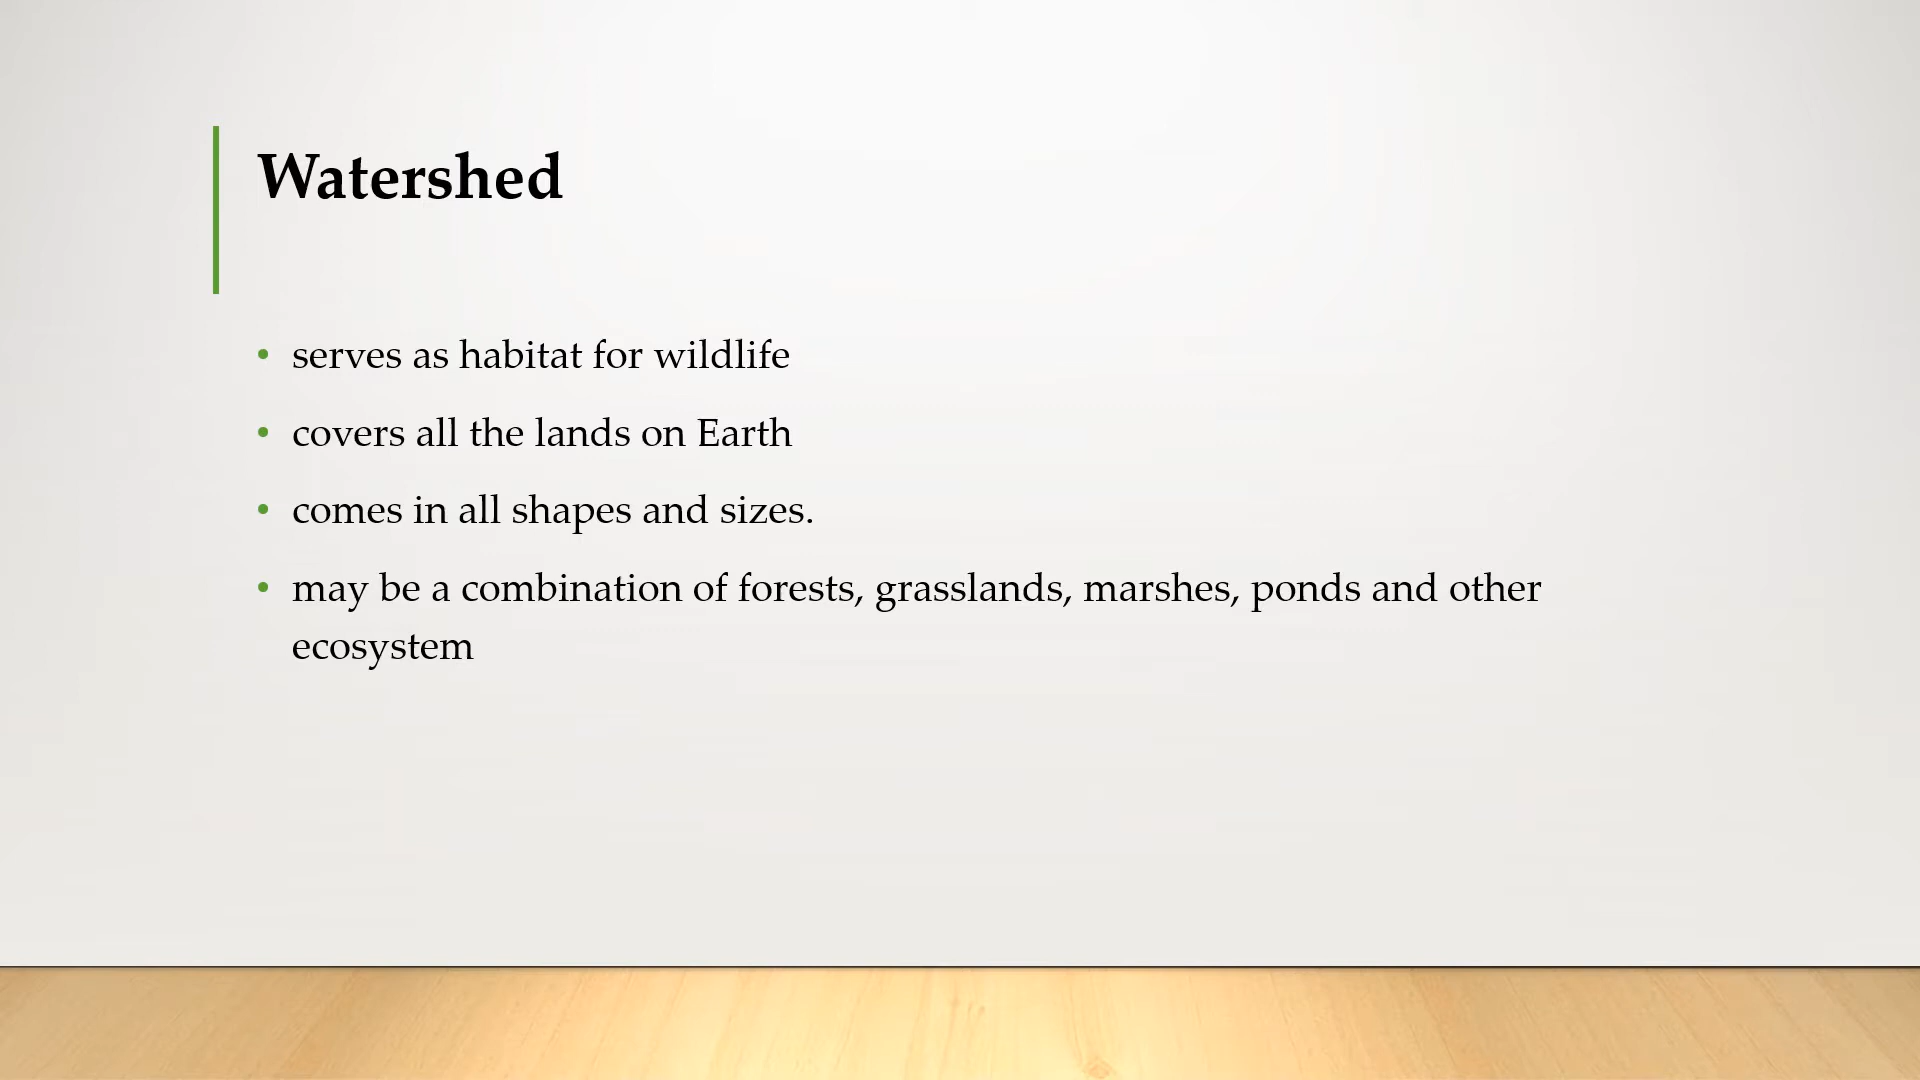 Watershed
• serves as habitat for wildlife
• covers all the lands on Earth
• comes in all shapes and sizes.
• may be a combination of forests, grasslands, marshes, ponds and other
ecosystem